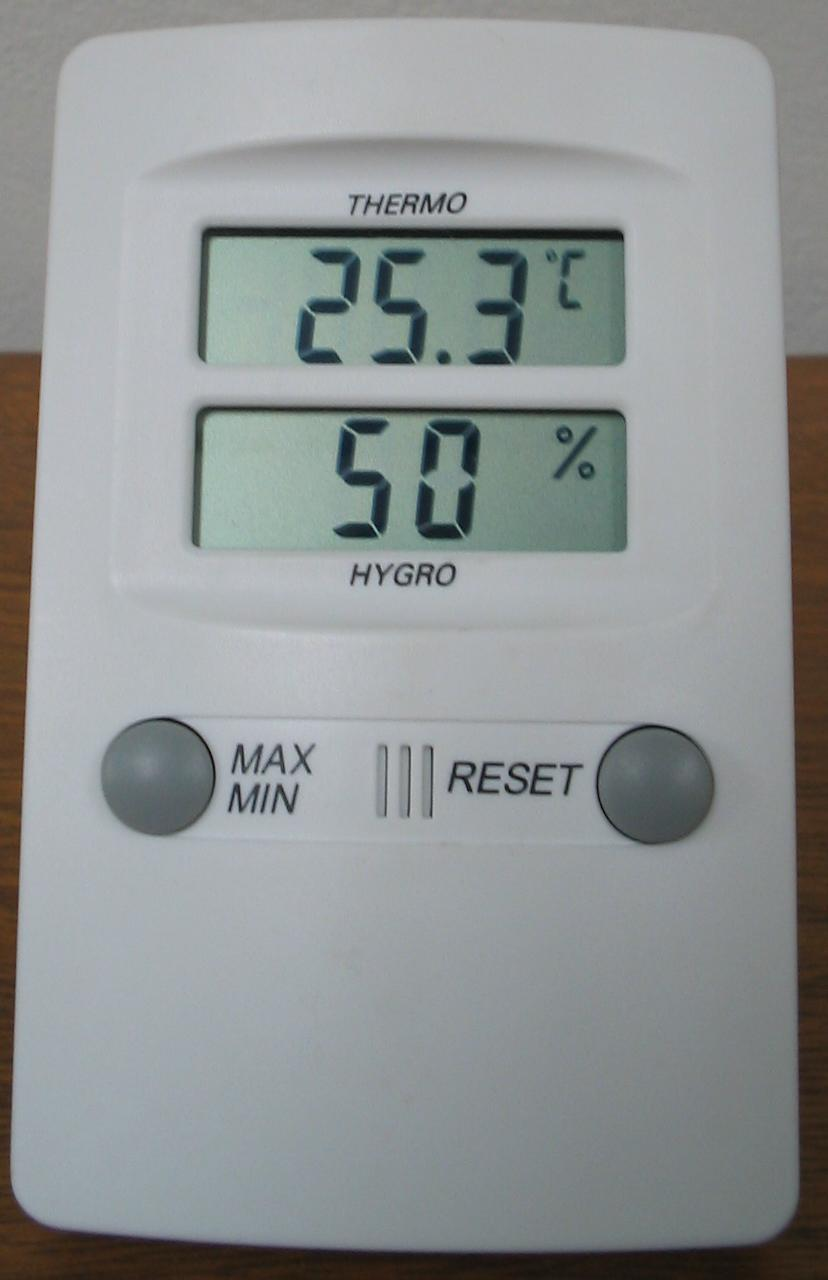 THERMO
25.3 °C
50 %
HYGRO
MAX
MIN
RESET